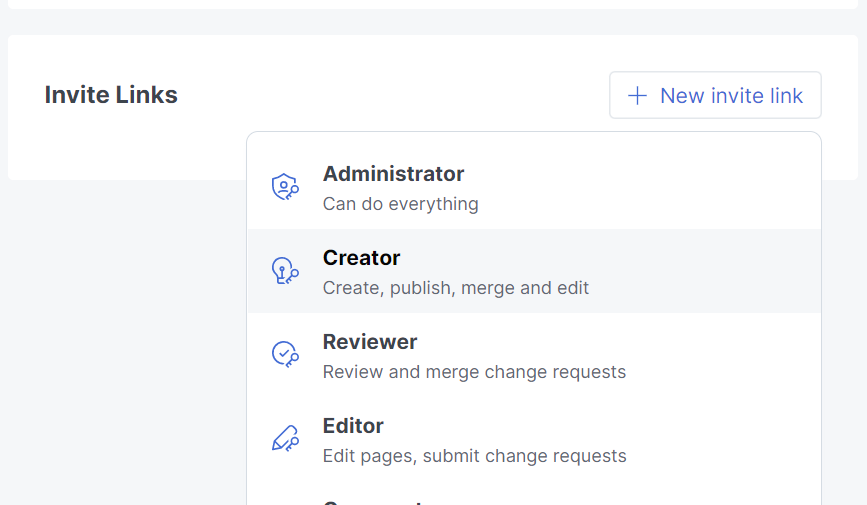 Invite Links
New invite link
Administrator
Can do everything
Creator
Create, publish, merge and edit
Reviewer
Review and merge change requests
Editor
Edit pages, submit change requests